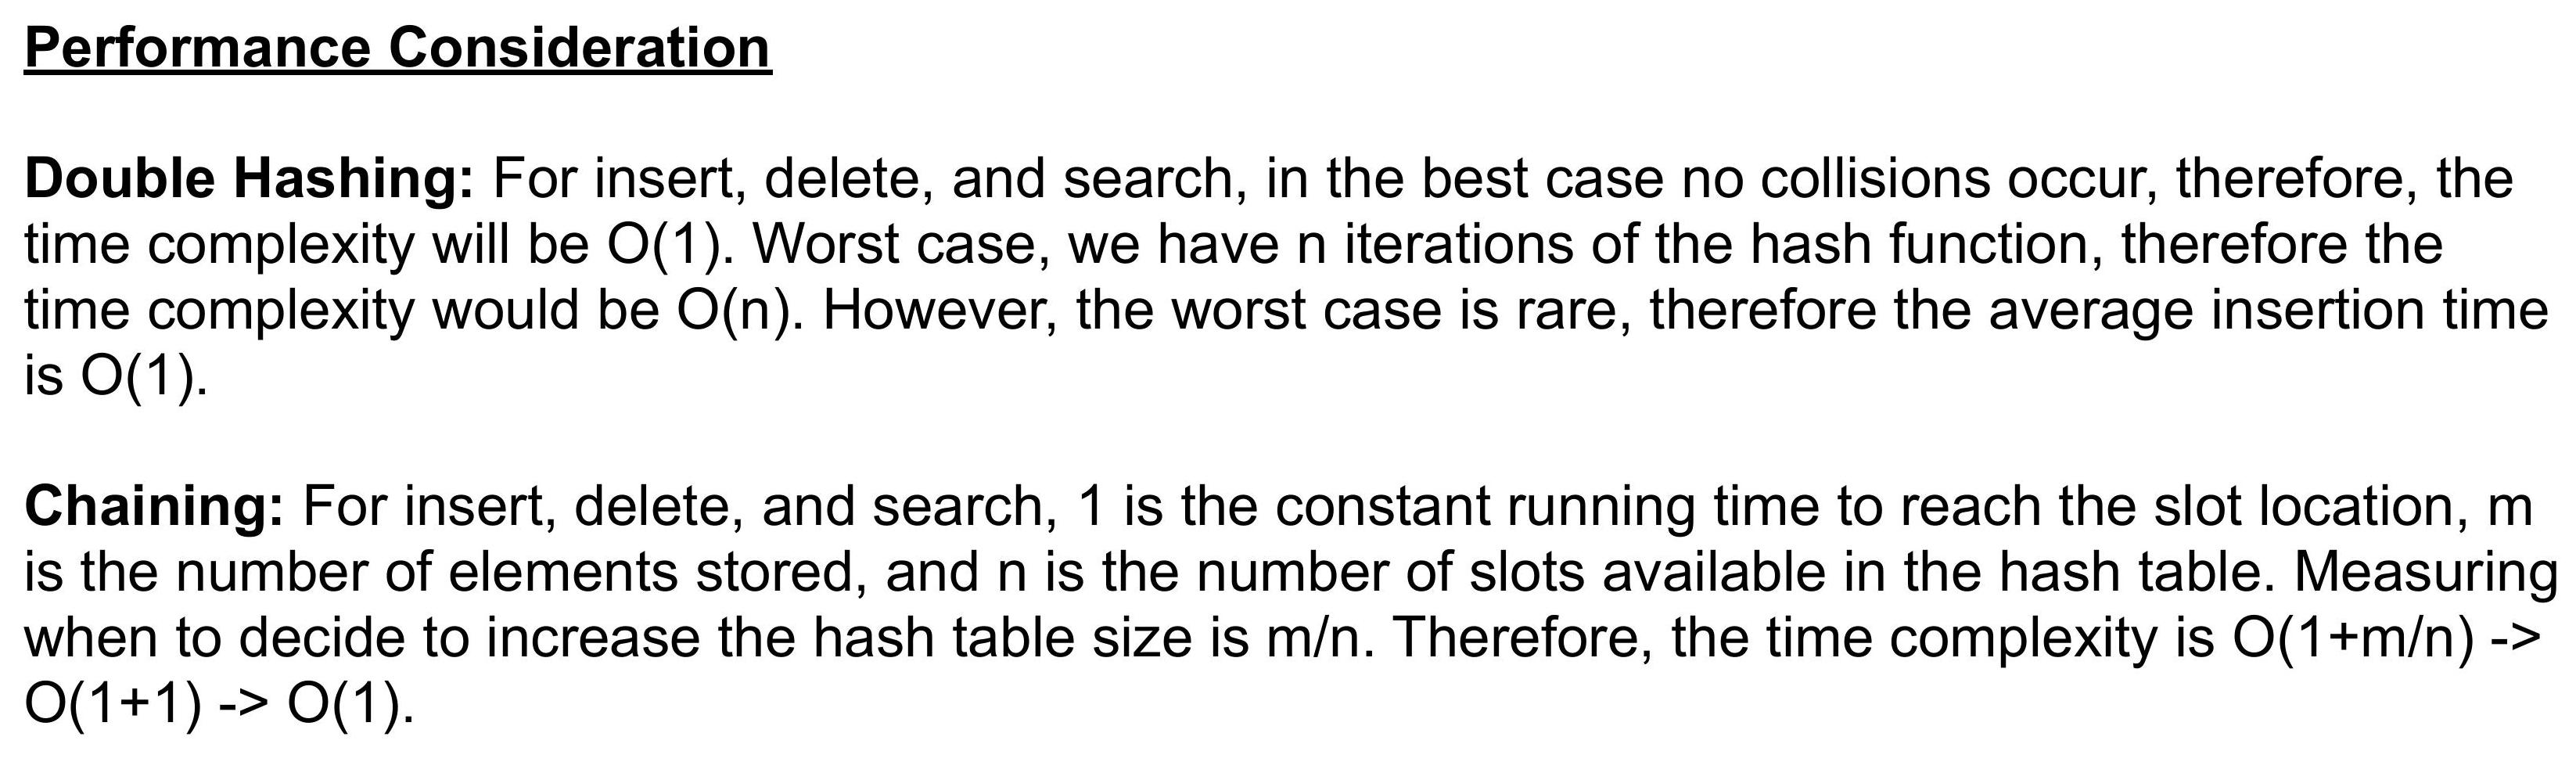 Performance Consideration
Double Hashing: For insert, delete, and search, in the best case no collisions occur, therefore, the
time complexity will be O(1). Worst case, we have n iterations of the hash function, therefore the
time complexity would be O(n). However, the worst case is rare, therefore the average insertion time
is O(1).
Chaining: For insert, delete, and search, 1 is the constant running time to reach the slot location, m
is the number of elements stored, and n is the number of slots available in the hash table. Measuring
when to decide to increase the hash table size is m/n. Therefore, the time complexity is O(1+m/n) ->
O(1+1) -> O(1).